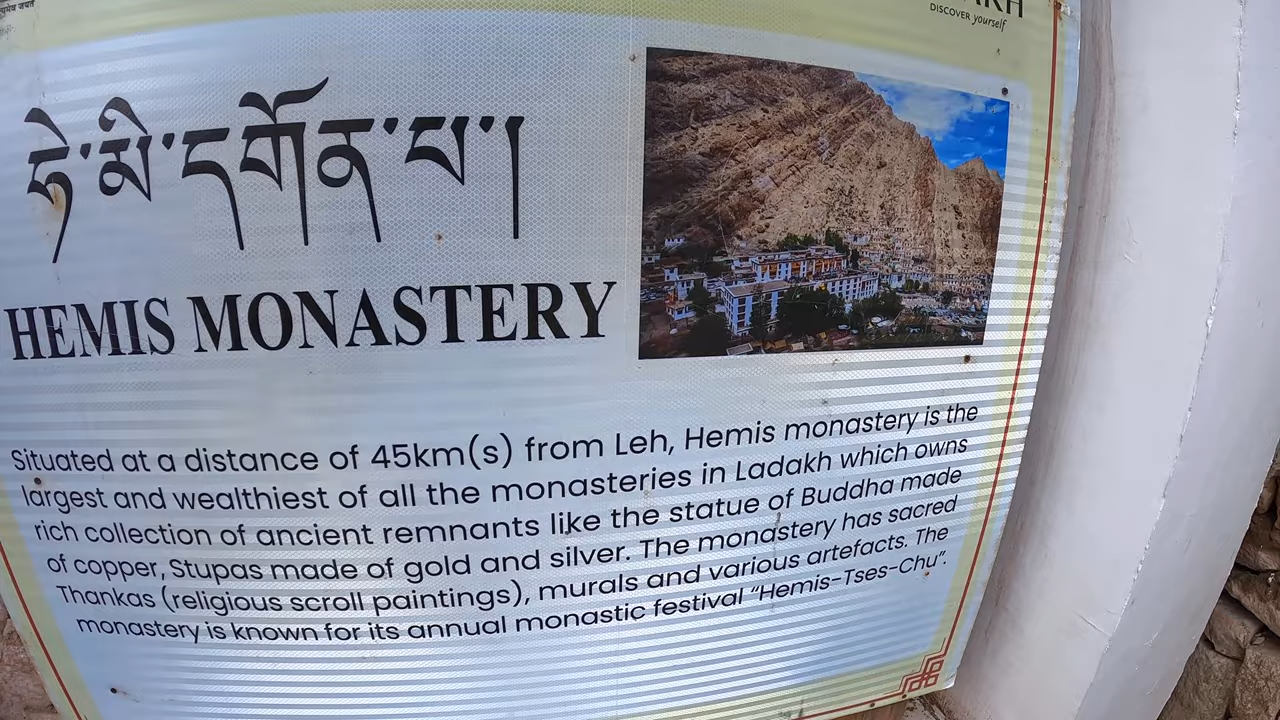 DISCOVER yourself
ཧེ་མི་དགོན་པ་།
HEMIS MONASTERY
Situated at a distance of 45km(s) from Leh, Hemis monastery is the
largest and wealthiest of all the monasteries in Ladakh which owns
rich collection of ancient remnants like the statue of Buddha made
of copper, Stupas made of gold and silver. The monastery has sacred
Thankas (religious scroll paintings), murals and various artefacts. The
monastery is known for its annual monastic festival “Hemis-Tses-Chu”.